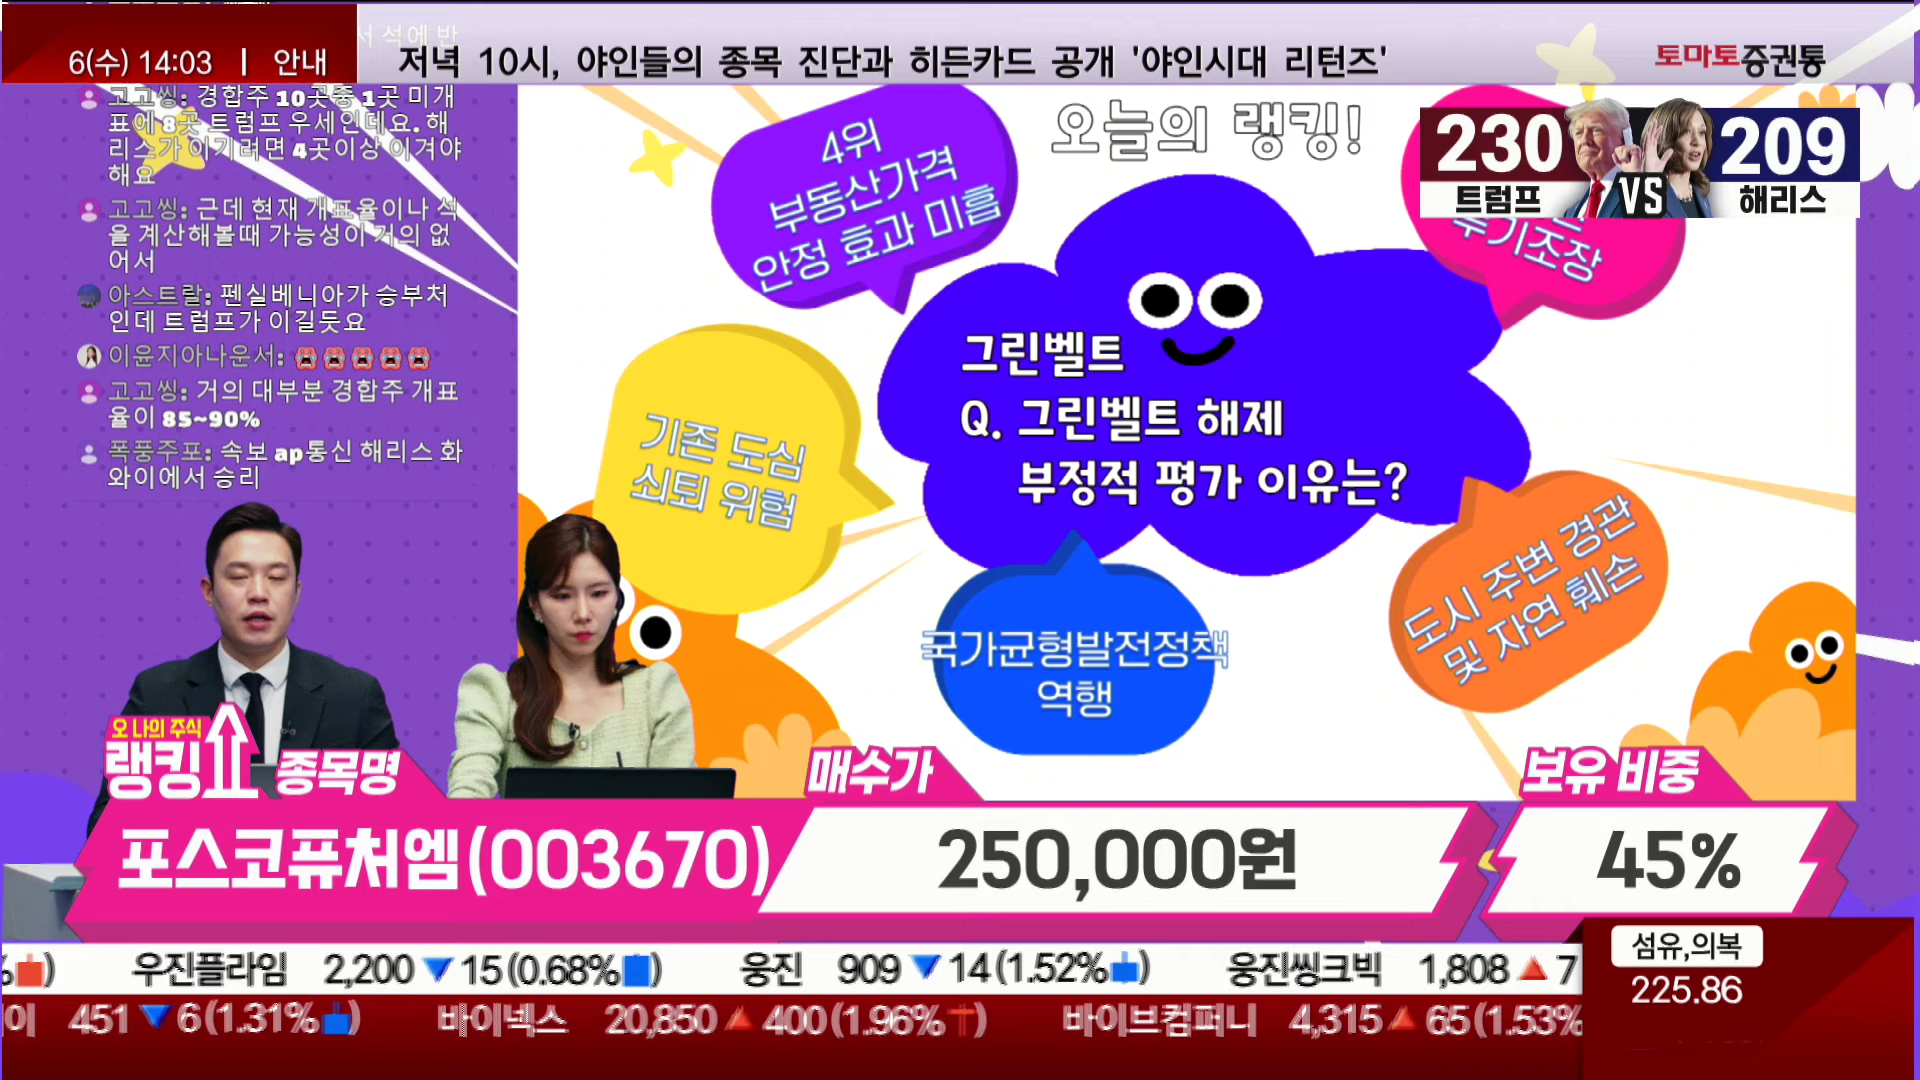 6(수) 14:03 | 안내
저녁 10시, 야인들의 종목 진단과 히든카드 공개 '야인시대 리턴즈'
토마토증권통
서 석에 반
고고씽: 경합주 10곳중 1곳 미개
표에 8곳 트럼프 우세인데요. 해
리스가 이기려면 4곳이상 이겨야
해요
고고씽: 근데 현재 개표율이나 석
을 계산해볼때 가능성이 거의 없
어서
아스트랄: 펜실베니아가 승부처
인데 트럼프가 이길듯요
이윤지아나운서: 😭😭😭😭😭
고고씽: 거의 대부분 경합주 개표
율이 85~90%
폭풍주포: 속보 ap통신 해리스 화
와이에서 승리
오늘의 랭킹!
230 VS 209
트럼프
해리스
4위
부동산가격
안정 효과 미흡
투기조장
그린벨트
Q. 그린벨트 해제
부정적 평가 이유는?
기존 도심
쇠퇴 위험
국가균형발전정책
역행
도시 주변 경관
및 자연 훼손
오 나의 주식
랭킹
종목명
매수가
보유 비중
포스코퓨처엠(003670)
250,000원
45%
우진플라임 2,200 ▼ 15(0.68%) 웅진 909 ▼ 14(1.52%) 웅진씽크빅 1,808 ▲ 7
451 ▼ 6(1.31%) 바이넥스 20,850 ▲ 400(1.96%↑) 바이브컴퍼니 4,315 ▲ 65(1.53%
섬유,의복
225.86